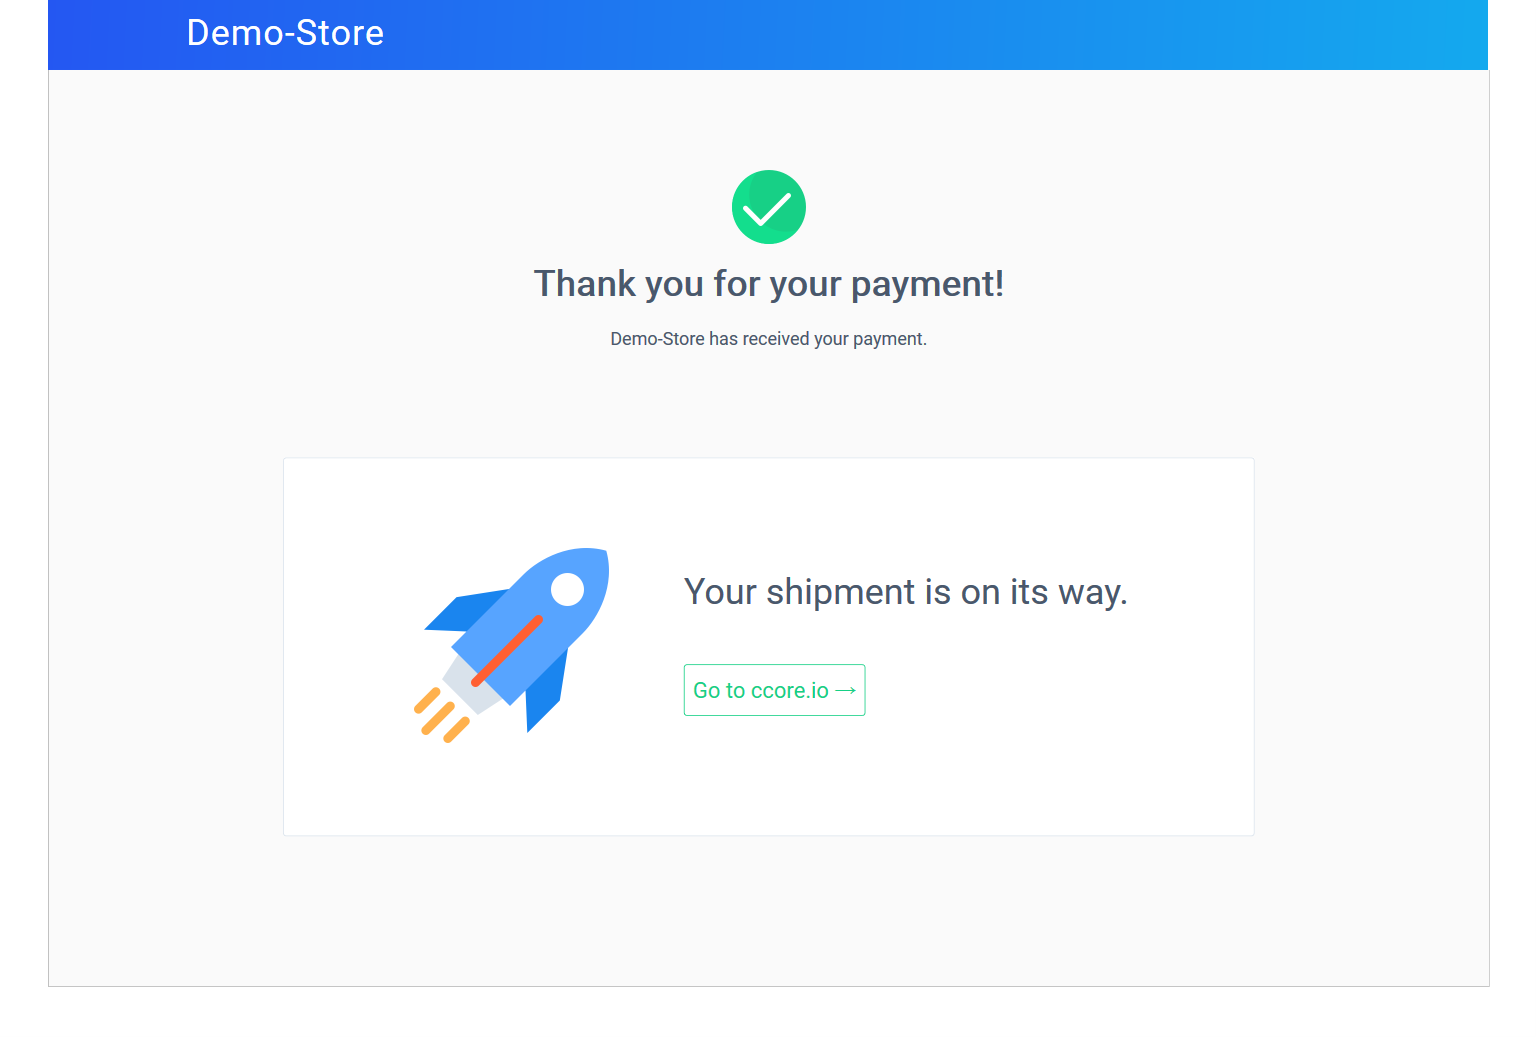 Demo-Store
Thank you for your payment!
Demo-Store has received your payment.
Your shipment is on its way.
Go to ccore.io →